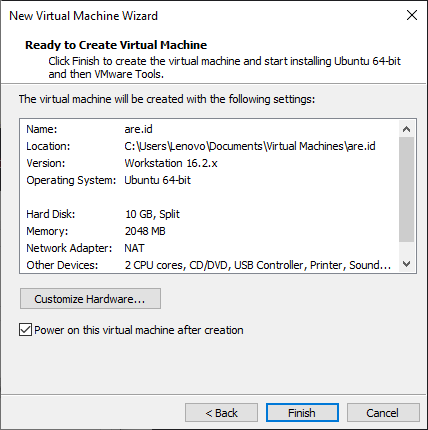 New Virtual Machine Wizard
Ready to Create Virtual Machine
Click Finish to create the virtual machine and start installing Ubuntu 64-bit
and then VMware Tools.
The virtual machine will be created with the following settings:
Name: are.id
Location: C:\Users\Lenovo\Documents\Virtual Machines\are.id
Version: Workstation 16.2.x
Operating System: Ubuntu 64-bit
Hard Disk: 10 GB, Split
Memory: 2048 MB
Network Adapter: NAT
Other Devices: 2 CPU cores, CD/DVD, USB Controller, Printer, Sound...
Customize Hardware...
Power on this virtual machine after creation
< Back Finish Cancel